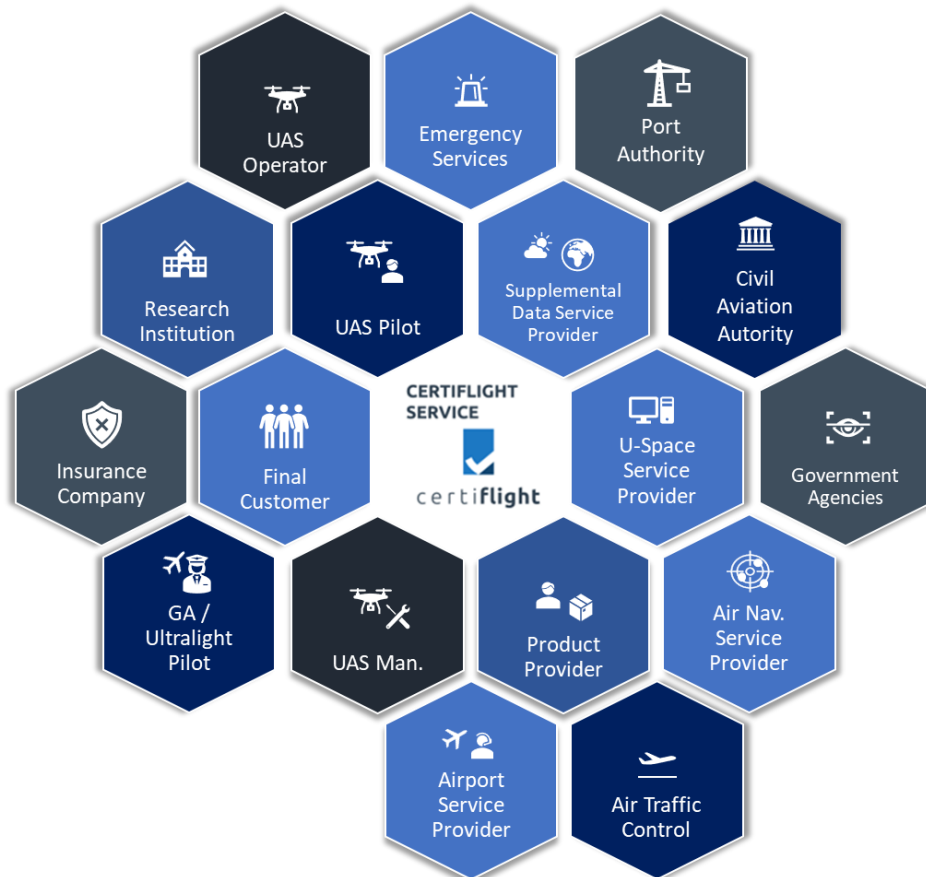 UAS
Operator
Emergency
Services
Port
Authority
Research
Institution
UAS Pilot
Supplemental
Data Service
Provider
Civil
Aviation
Autority
Insurance
Company
Final
Customer
CERTIFLIGHT
SERVICE
certiflight
U-Space
Service
Provider
Government
Agencies
GA /
Ultralight
Pilot
UAS Man.
Product
Provider
Air Nav.
Service
Provider
Airport
Service
Provider
Air Traffic
Control